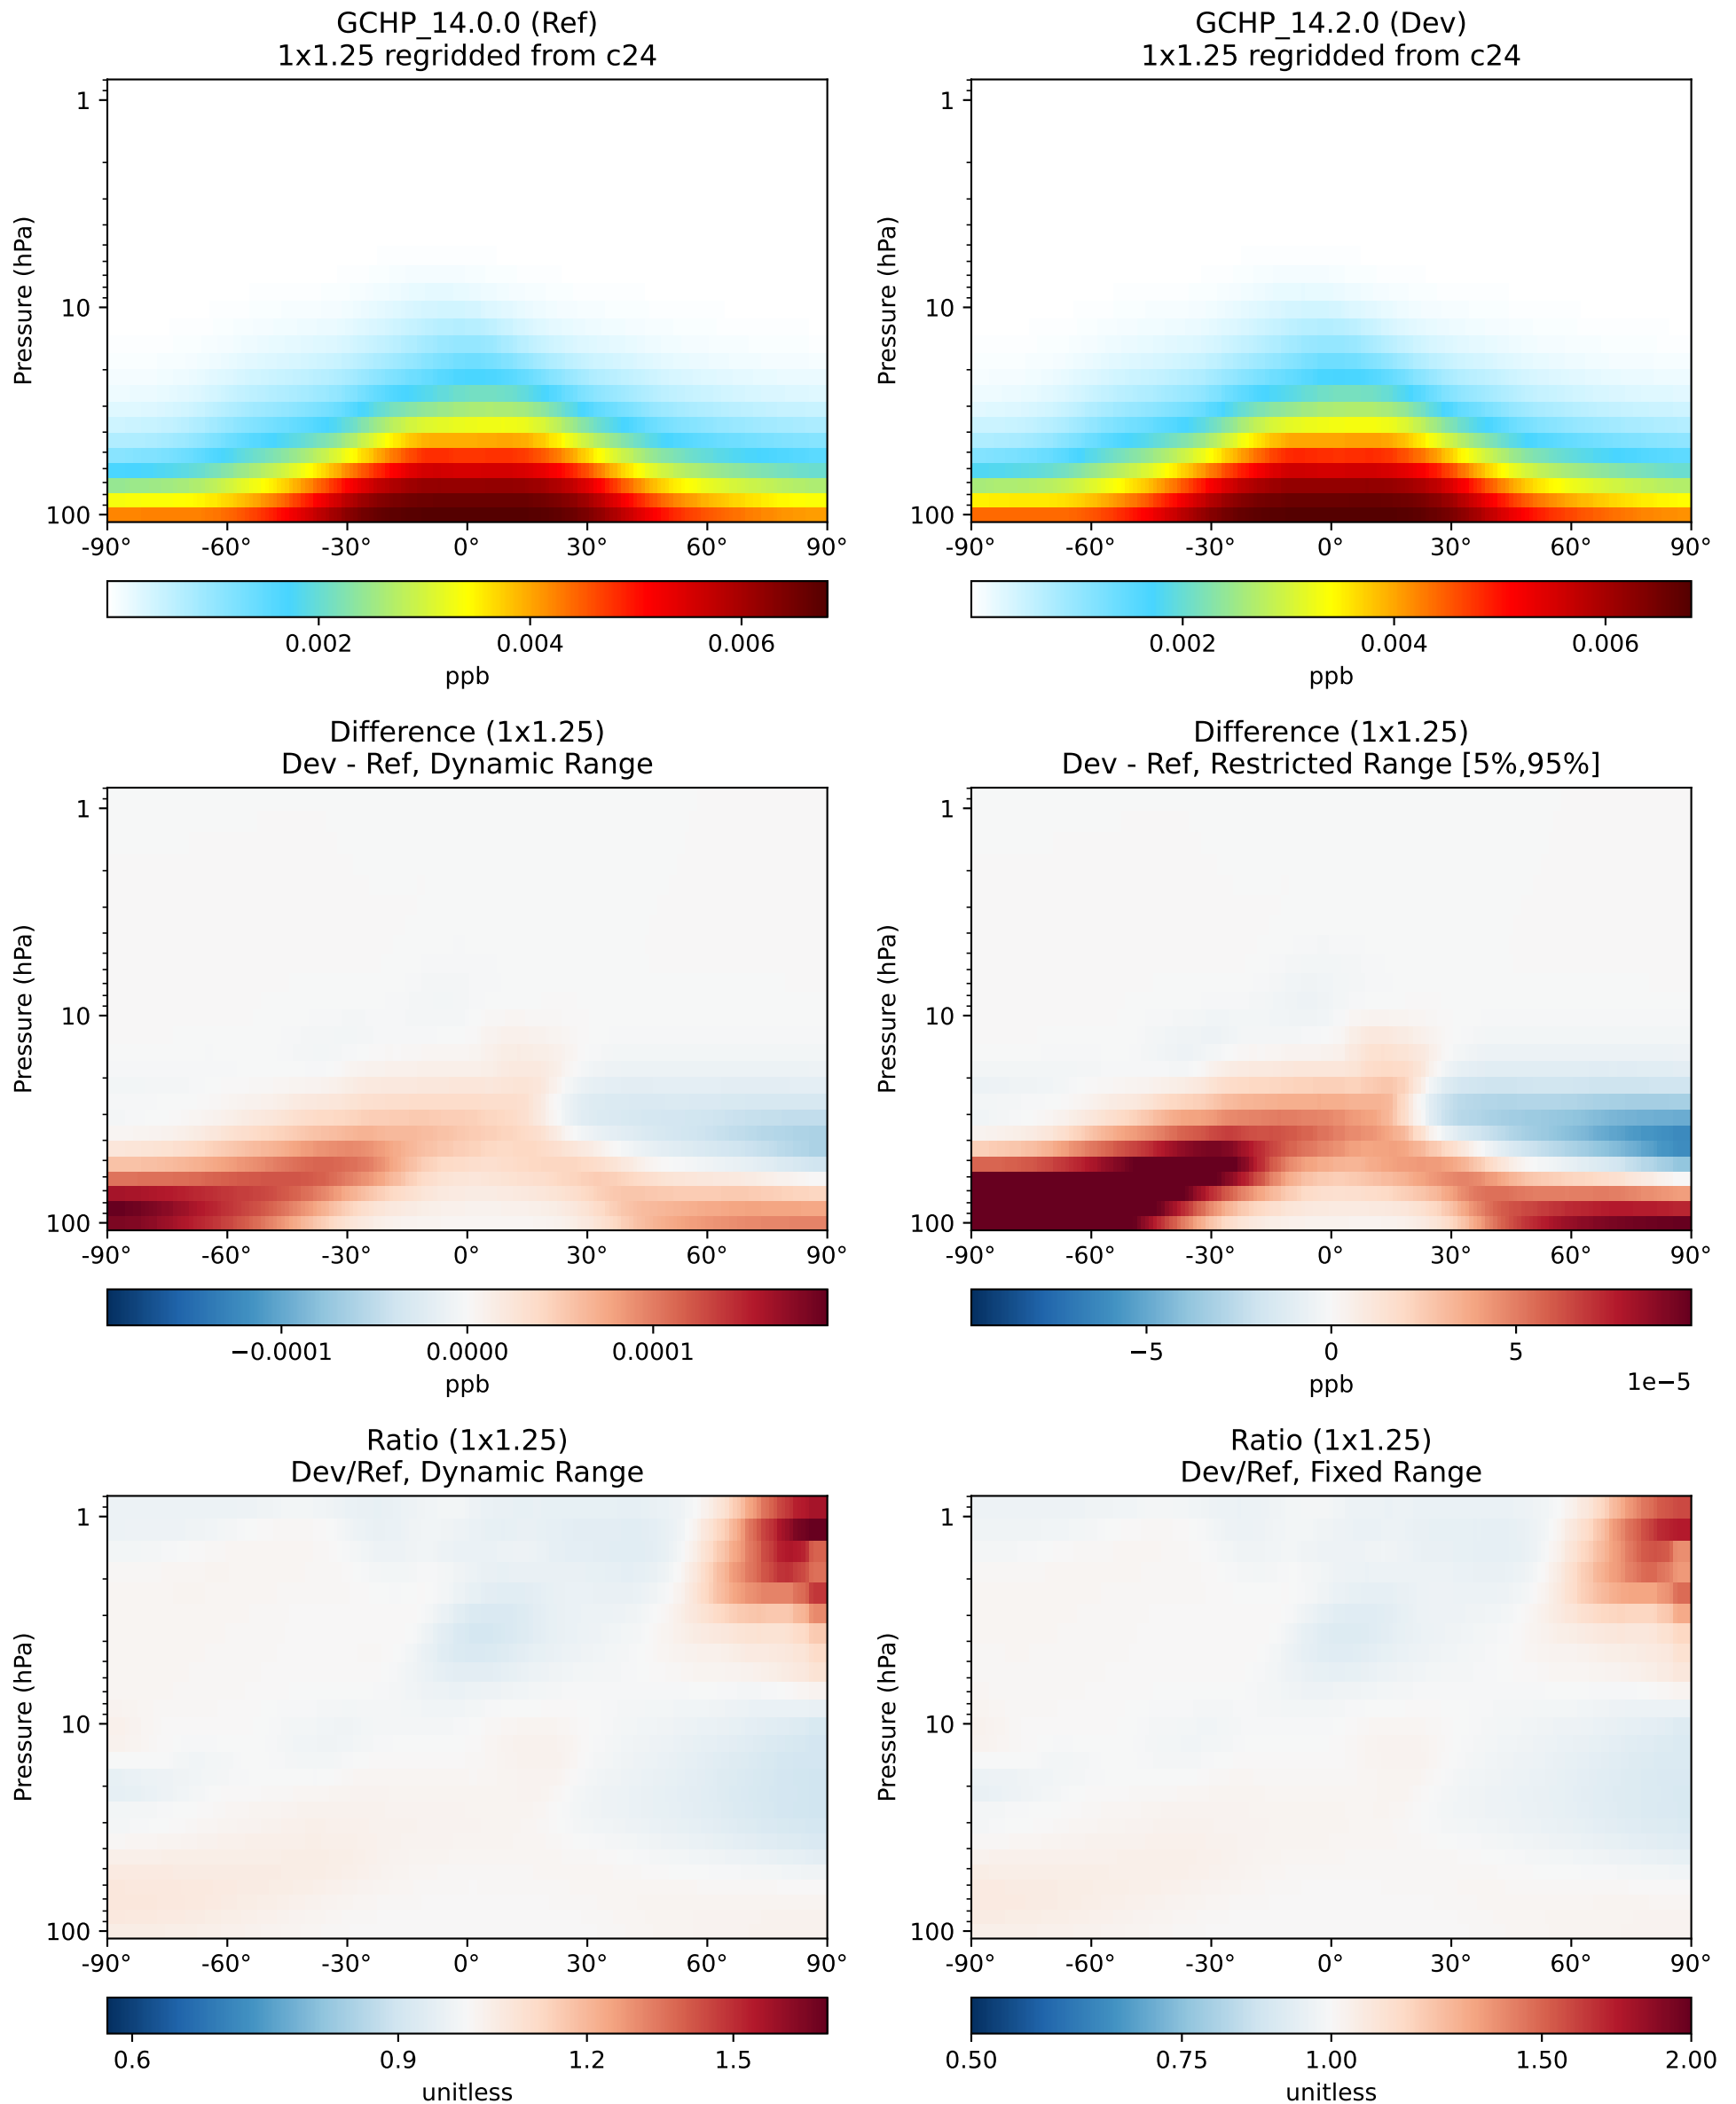 GCHP_14.0.0 (Ref)
1x1.25 regridded from c24
Pressure (hPa)
1
10
100
-90° -60° -30° 0° 30° 60° 90°
0.002 0.004 0.006
ppb
GCHP_14.2.0 (Dev)
1x1.25 regridded from c24
Pressure (hPa)
1
10
100
-90° -60° -30° 0° 30° 60° 90°
0.002 0.004 0.006
ppb
Difference (1x1.25)
Dev - Ref, Dynamic Range
Pressure (hPa)
1
10
100
-90° -60° -30° 0° 30° 60° 90°
−0.0001 0.0000 0.0001
ppb
Difference (1x1.25)
Dev - Ref, Restricted Range [5%,95%]
Pressure (hPa)
1
10
100
-90° -60° -30° 0° 30° 60° 90°
−5 0 5
ppb
1e−5
Ratio (1x1.25)
Dev/Ref, Dynamic Range
Pressure (hPa)
1
10
100
-90° -60° -30° 0° 30° 60° 90°
0.6 0.9 1.2 1.5
unitless
Ratio (1x1.25)
Dev/Ref, Fixed Range
Pressure (hPa)
1
10
100
-90° -60° -30° 0° 30° 60° 90°
0.50 0.75 1.00 1.50 2.00
unitless